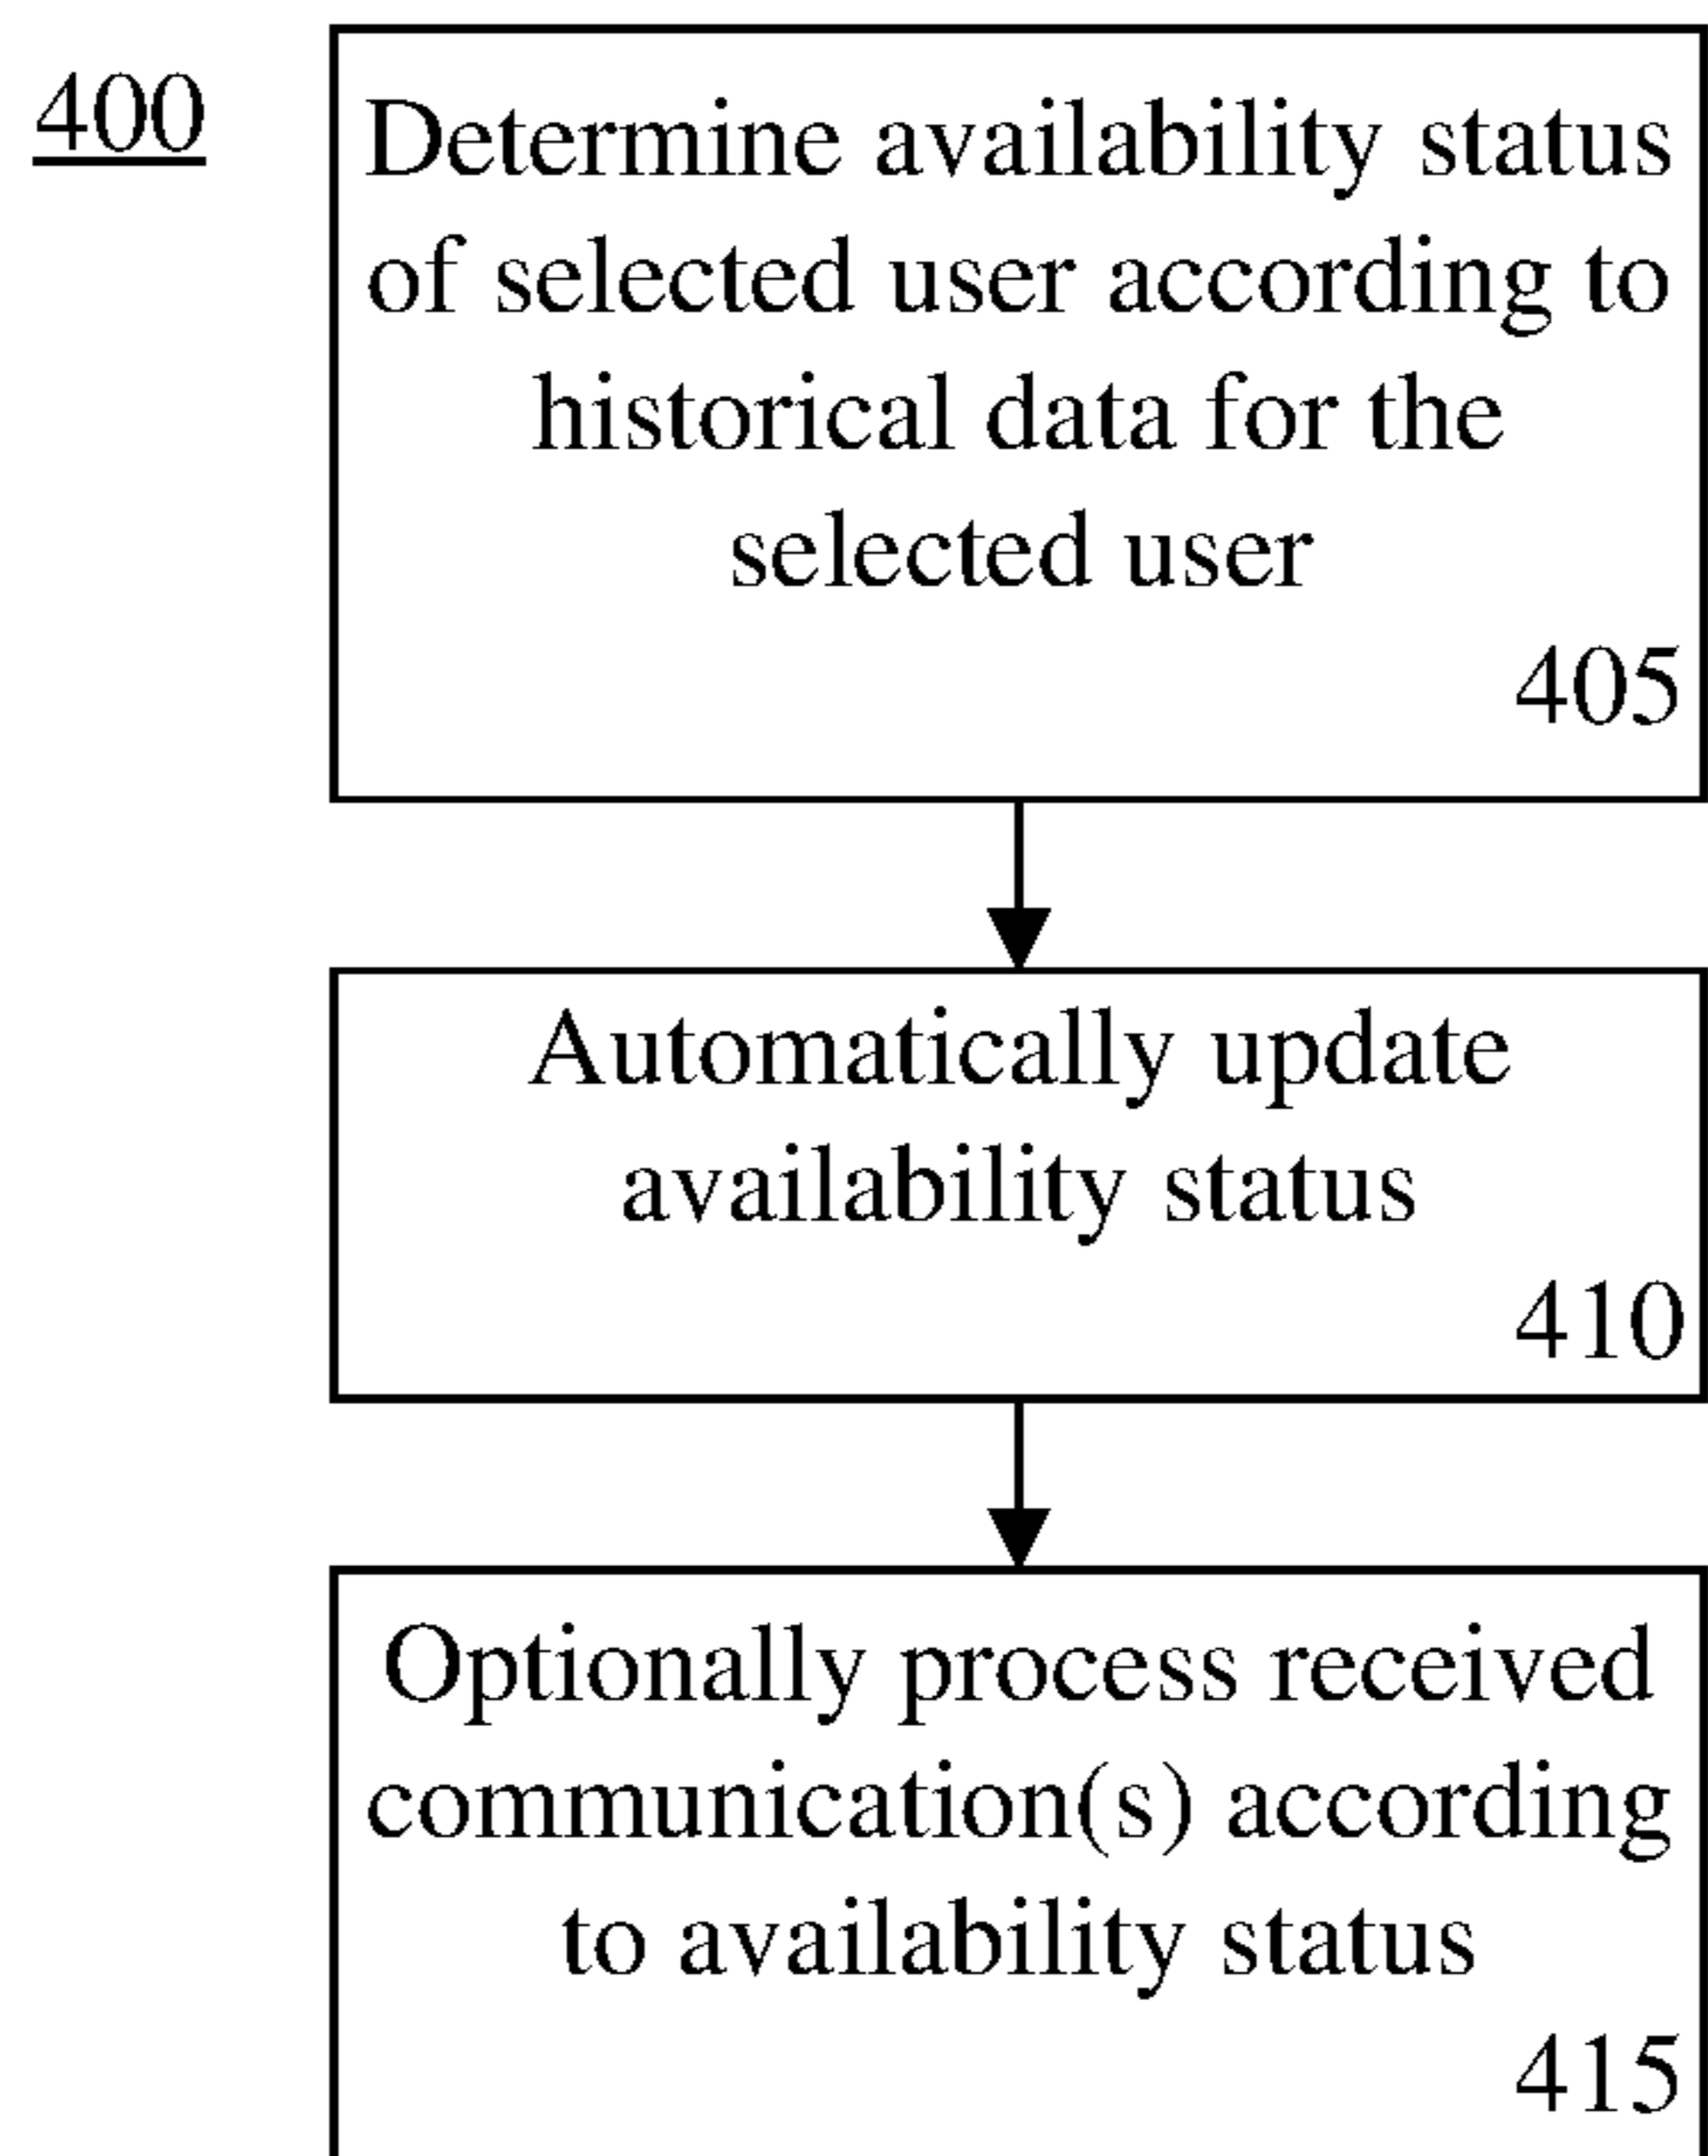 400
Determine availability status
of selected user according to
historical data for the
selected user
405
Automatically update
availability status
410
Optionally process received
communication(s) according
to availability status
415